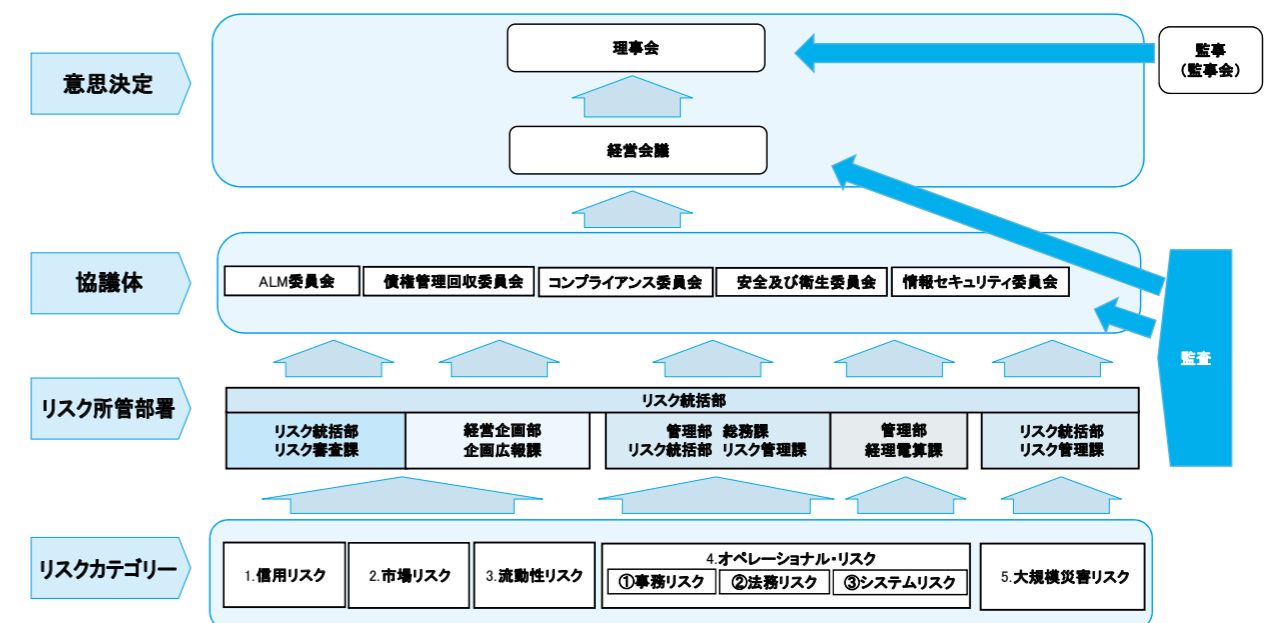 意思決定
理事会
監事
(監事会)
経営会議
協議体
ALM委員会
債権管理回収委員会
コンプライアンス委員会
安全及び衛生委員会
情報セキュリティ委員会
監査
リスク所管部署
リスク統括部
リスク統括部
リスク審査課
経営企画部
企画広報課
管理部 総務課
リスク統括部 リスク管理課
管理部
経理電算課
リスク統括部
リスク管理課
リスクカテゴリー
1.信用リスク
2.市場リスク
3.流動性リスク
4.オペレーショナル・リスク
①事務リスク
②法務リスク
③システムリスク
5.大規模災害リスク